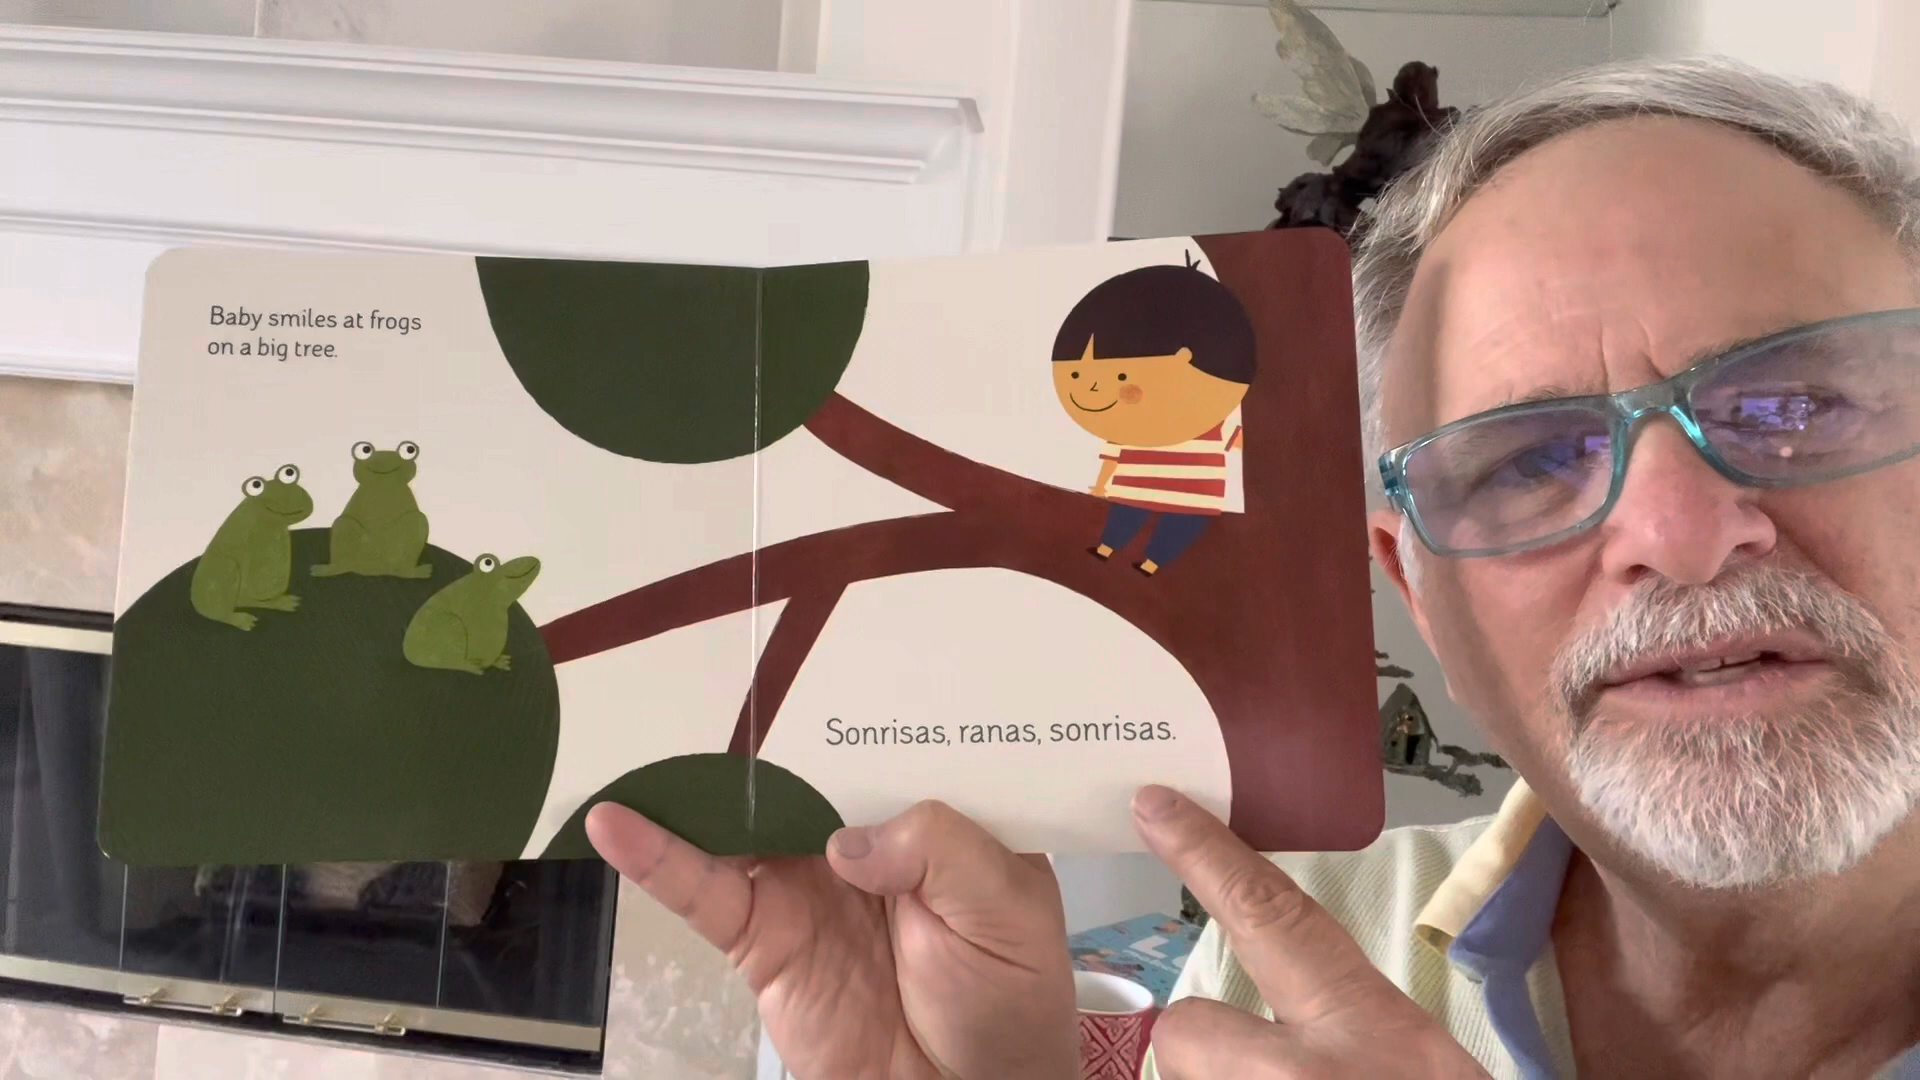 Baby smiles at frogs
on a big tree.
Sonrisas, ranas, sonrisas.